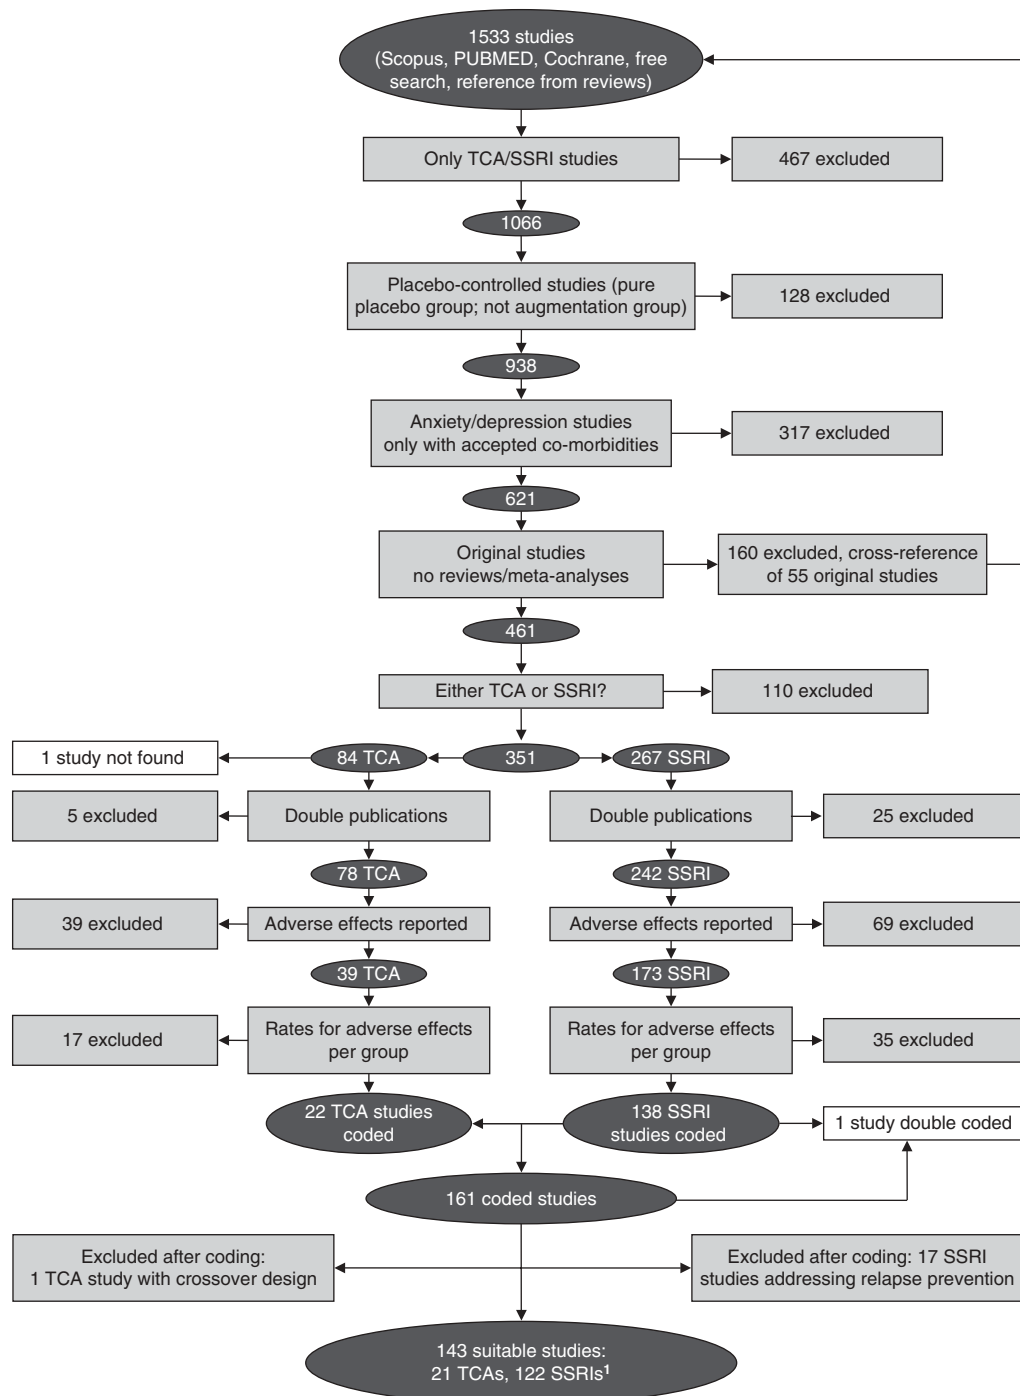 1533 studies
(Scopus, PUBMED, Cochrane, free
search, reference from reviews)
Only TCA/SSRI studies
467 excluded
1066
Placebo-controlled studies (pure
placebo group; not augmentation group)
128 excluded
938
Anxiety/depression studies
only with accepted co-morbidities
317 excluded
621
Original studies
no reviews/meta-analyses
160 excluded, cross-reference
of 55 original studies
461
Either TCA or SSRI?
110 excluded
1 study not found
84 TCA
351
267 SSRI
5 excluded
Double publications
Double publications
25 excluded
78 TCA
242 SSRI
39 excluded
Adverse effects reported
Adverse effects reported
69 excluded
39 TCA
173 SSRI
17 excluded
Rates for adverse effects
per group
Rates for adverse effects
per group
35 excluded
22 TCA studies
coded
138 SSRI
studies coded
1 study double coded
161 coded studies
Excluded after coding:
1 TCA study with crossover design
Excluded after coding: 17 SSRI
studies addressing relapse prevention
143 suitable studies:
21 TCAs, 122 SSRIs¹